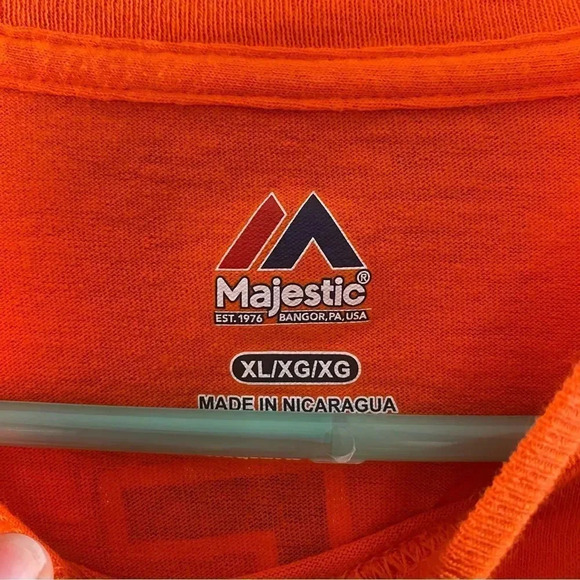 Majestic®
EST. 1976 BANGOR, PA, USA
XL/XG/XG
MADE IN NICARAGUA